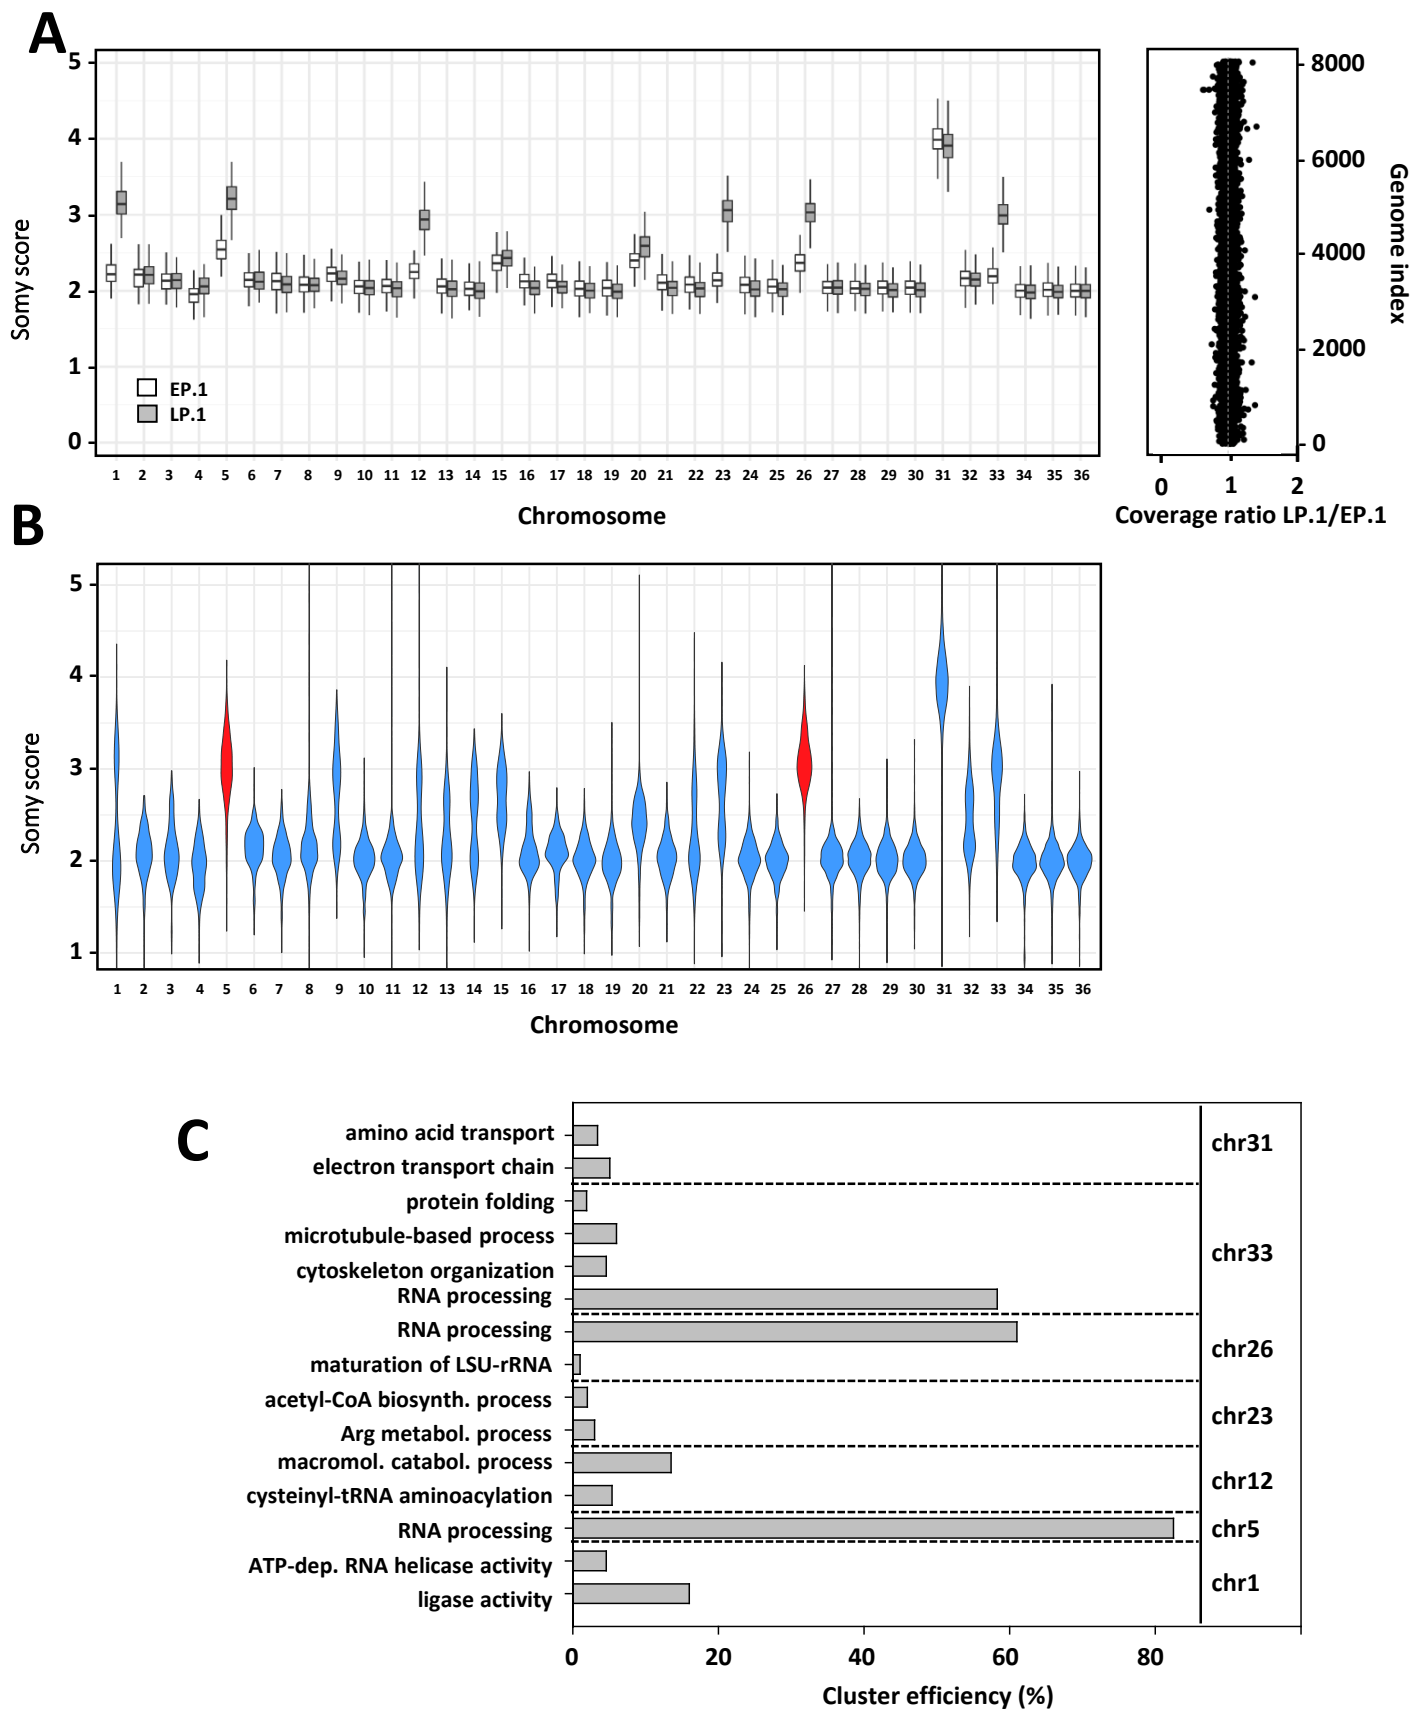 A
5
4
3
2
1
0
Somy score
EP.1
LP.1
1 2 3 4 5 6 7 8 9 10 11 12 13 14 15 16 17 18 19 20 21 22 23 24 25 26 27 28 29 30 31 32 33 34 35 36
Chromosome
8000
6000
4000
2000
0
Genome index
0 1 2
Coverage ratio LP.1/EP.1
B
5
4
3
2
1
Somy score
1 2 3 4 5 6 7 8 9 10 11 12 13 14 15 16 17 18 19 20 21 22 23 24 25 26 27 28 29 30 31 32 33 34 35 36
Chromosome
C
amino acid transport
electron transport chain
chr31
protein folding
microtubule-based process
cytoskeleton organization
RNA processing
chr33
RNA processing
maturation of LSU-rRNA
chr26
acetyl-CoA biosynth. process
Arg metabol. process
chr23
macromol. catabol. process
cysteinyl-tRNA aminoacylation
chr12
RNA processing
chr5
ATP-dep. RNA helicase activity
ligase activity
chr1
0 20 40 60 80
Cluster efficiency (%)